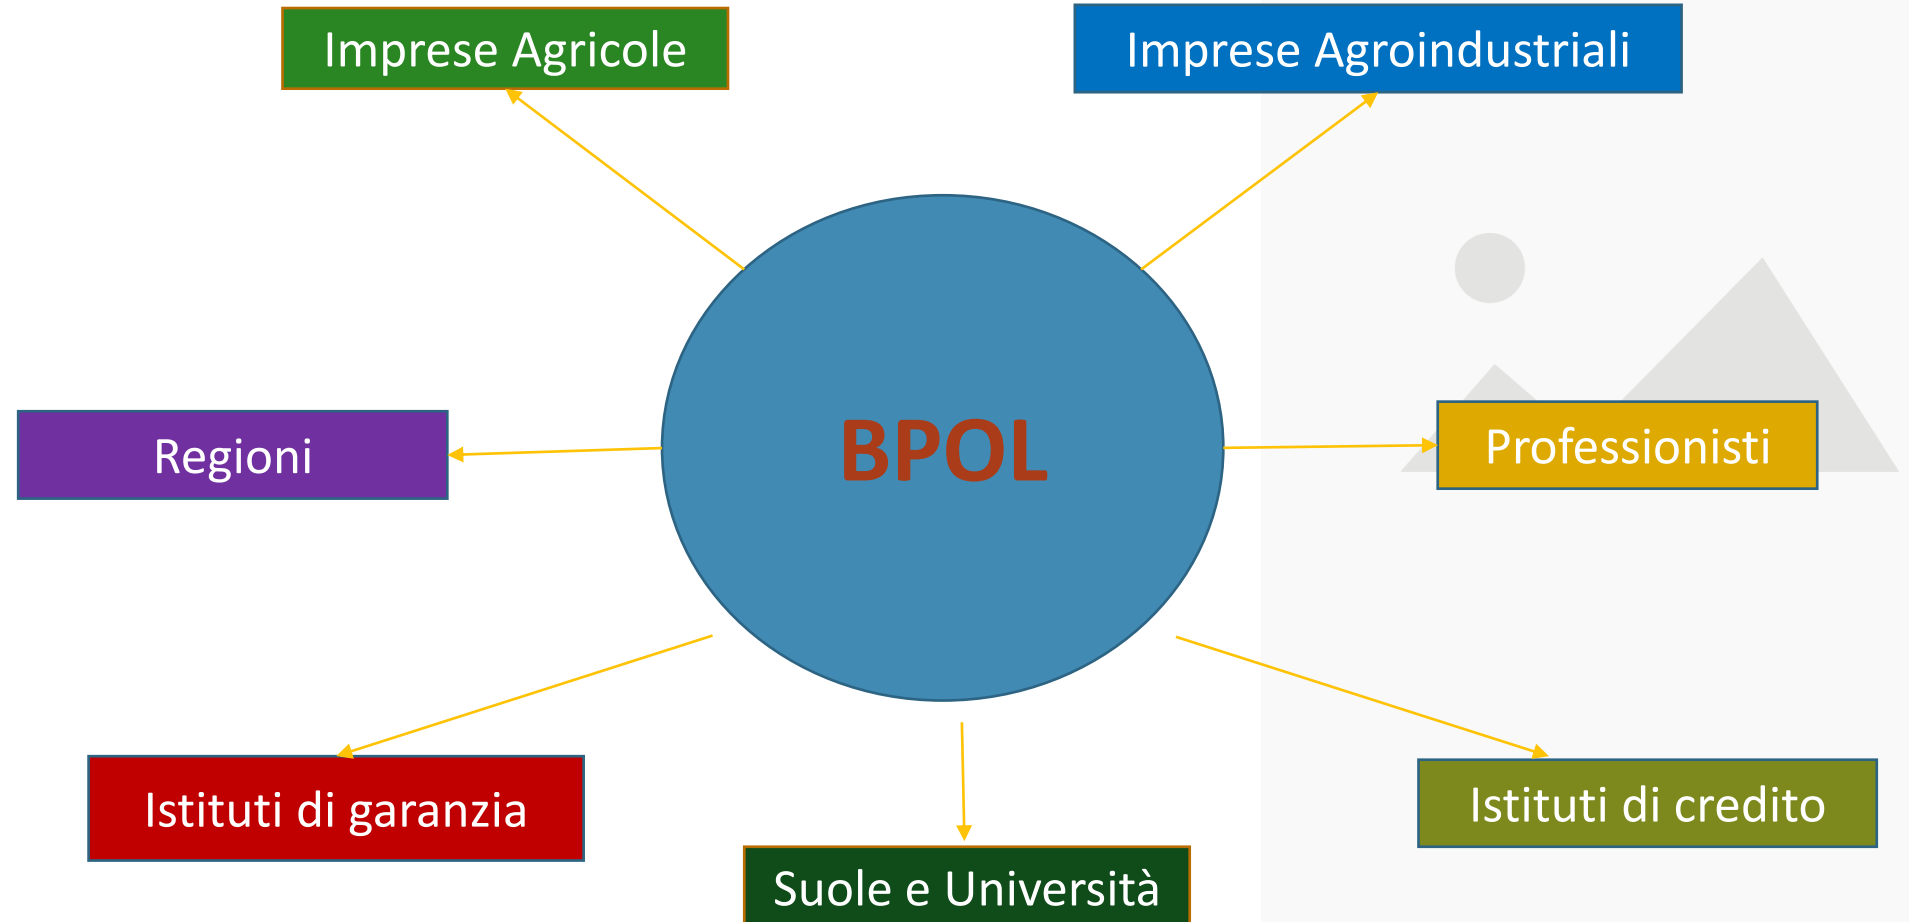 Imprese Agricole
Imprese Agroindustriali
BPOL
Regioni
Professionisti
Istituti di garanzia
Istituti di credito
Suole e Università